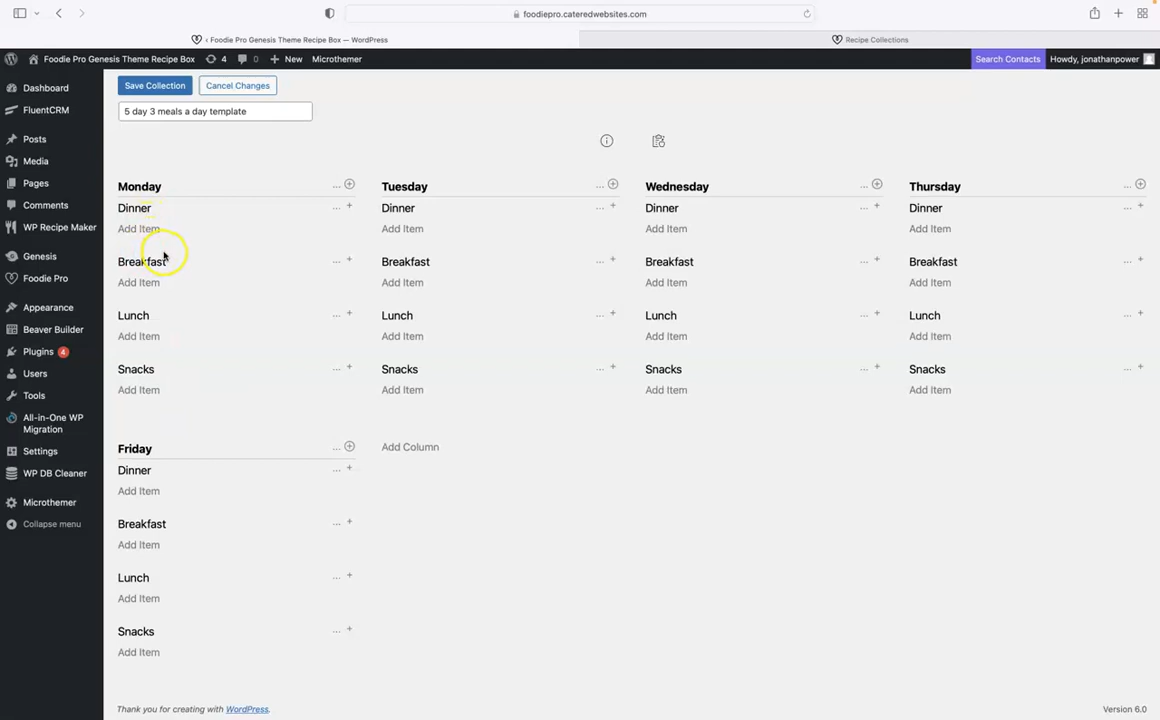 foodiepro.cateredwebsites.com
‹ Foodie Pro Genesis Theme Recipe Box — WordPress
Recipe Collections
Foodie Pro Genesis Theme Recipe Box 4 0 + New Microthemer
Search Contacts Howdy, jonathanpower
Dashboard
FluentCRM
Posts
Media
Pages
Comments
WP Recipe Maker
Genesis
Foodie Pro
Appearance
Beaver Builder
Plugins 4
Users
Tools
All-in-One WP
Migration
Settings
WP DB Cleaner
Microthemer
Collapse menu
Save Collection Cancel Changes
5 day 3 meals a day template
Monday ... +
Dinner ... +
Add Item
Breakfast ... +
Add Item
Lunch ... +
Add Item
Snacks ... +
Add Item
Tuesday ... +
Dinner ... +
Add Item
Breakfast ... +
Add Item
Lunch ... +
Add Item
Snacks ... +
Add Item
Wednesday ... +
Dinner ... +
Add Item
Breakfast ... +
Add Item
Lunch ... +
Add Item
Snacks ... +
Add Item
Thursday ... +
Dinner ... +
Add Item
Breakfast ... +
Add Item
Lunch ... +
Add Item
Snacks ... +
Add Item
Friday ... +
Dinner ... +
Add Item
Breakfast ... +
Add Item
Lunch ... +
Add Item
Snacks ... +
Add Item
Add Column
Thank you for creating with WordPress.
Version 6.0